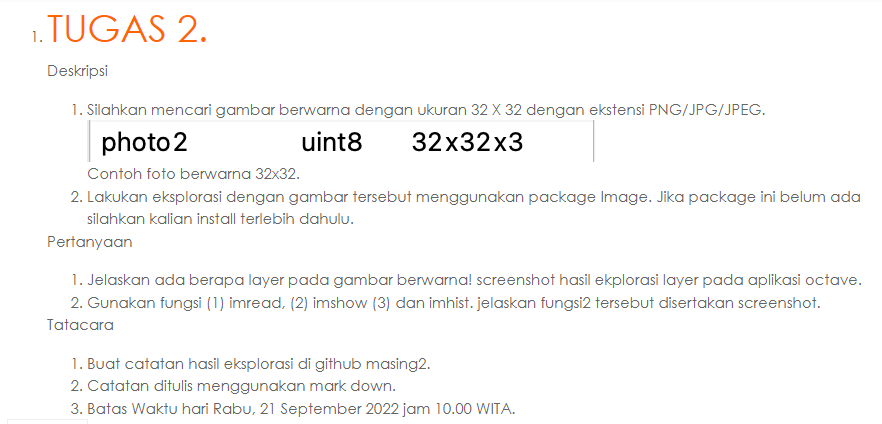 1. TUGAS 2.
Deskripsi
1. Silahkan mencari gambar berwarna dengan ukuran 32 X 32 dengan ekstensi PNG/JPG/JPEG.
photo2 uint8 32x32x3
Contoh foto berwarna 32x32.
2. Lakukan eksplorasi dengan gambar tersebut menggunakan package Image. Jika package ini belum ada
silahkan kalian install terlebih dahulu.
Pertanyaan
1. Jelaskan ada berapa layer pada gambar berwarna! screenshot hasil ekplorasi layer pada aplikasi octave.
2. Gunakan fungsi (1) imread, (2) imshow (3) dan imhist. jelaskan fungsi2 tersebut disertakan screenshot.
Tatacara
1. Buat catatan hasil eksplorasi di github masing2.
2. Catatan ditulis menggunakan mark down.
3. Batas Waktu hari Rabu, 21 September 2022 jam 10.00 WITA.